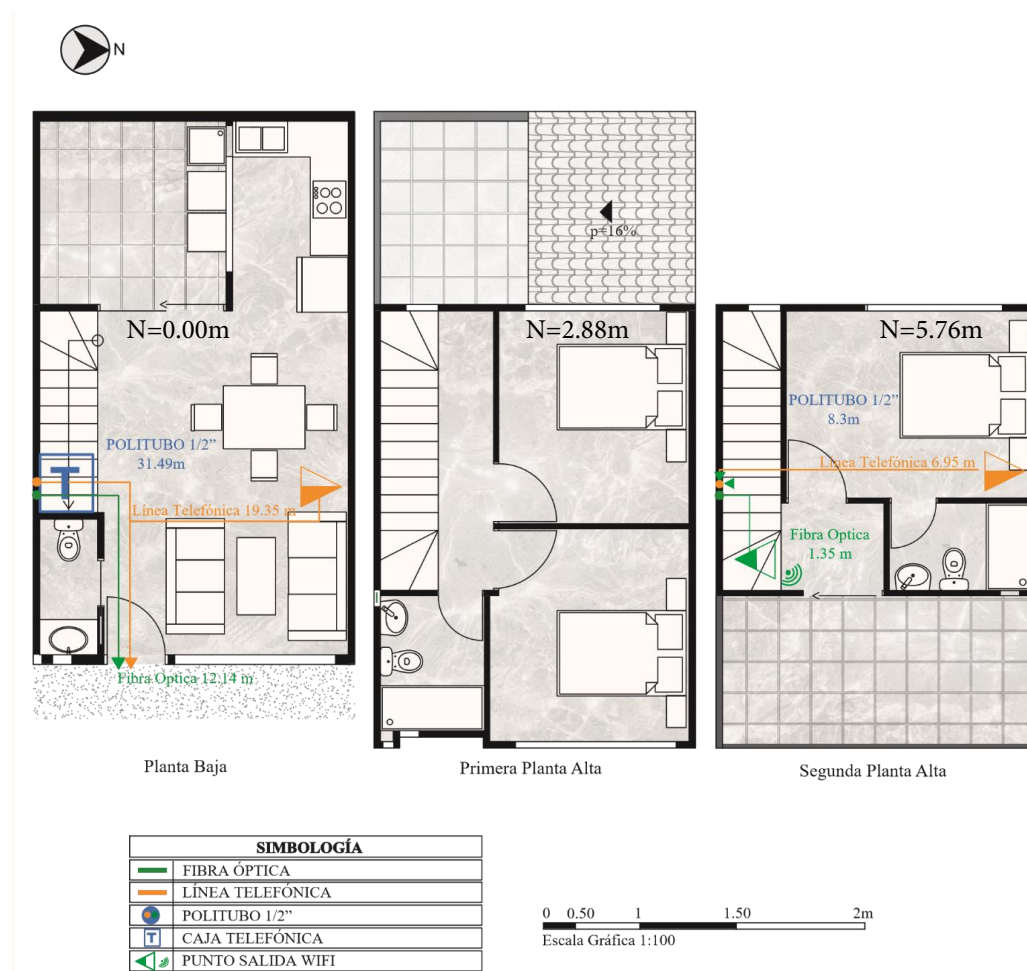 N
p=16%
N=0.00m
N=2.88m
N=5.76m
POLITUBO 1/2”
31.49m
POLITUBO 1/2”
8.3m
T
Línea Telefónica 6.95 m
Línea Telefónica 19.35 m
Fibra Optica
1.35 m
Fibra Optica 12.14 m
Planta Baja
Primera Planta Alta
Segunda Planta Alta
SIMBOLOGÍA
FIBRA ÓPTICA
LÍNEA TELEFÓNICA
POLITUBO 1/2”
T CAJA TELEFÓNICA
PUNTO SALIDA WIFI
0 0.50 1 1.50 2m
Escala Gráfica 1:100